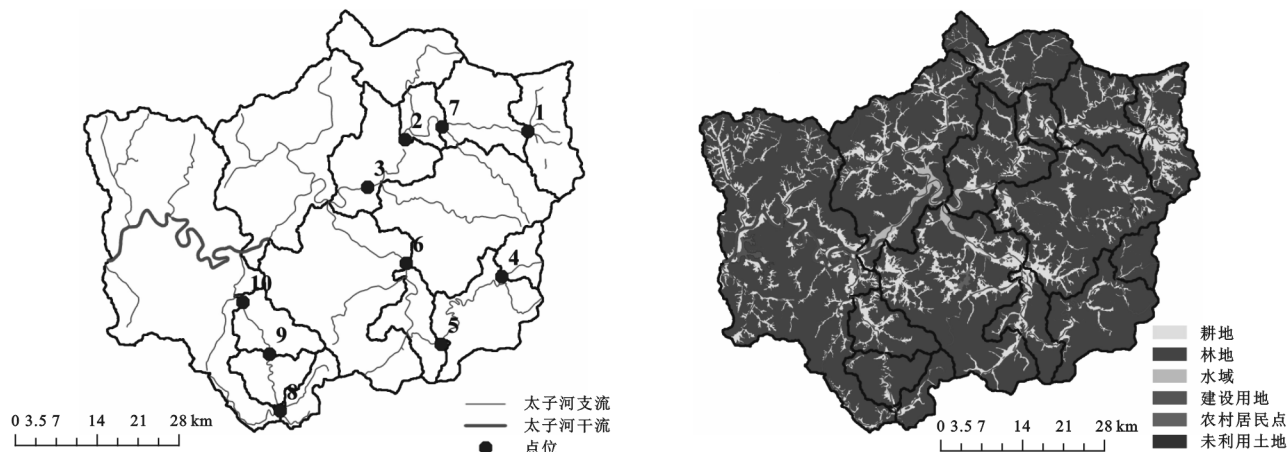 1
7
2
3
6
4
10
5
9
8
太子河支流
太子河干流
点位
0 3.5 7 14 21 28 km
耕地
林地
水域
建设用地
农村居民点
未利用土地
0 3.5 7 14 21 28 km